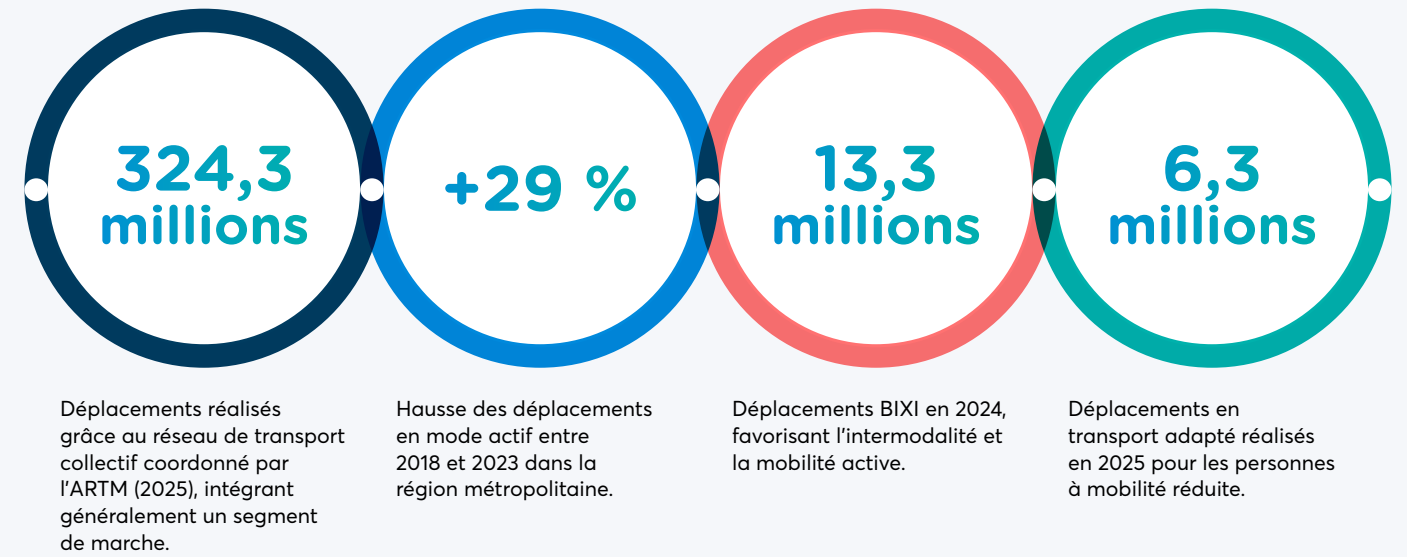 324,3
millions
Déplacements réalisés
grâce au réseau de transport
collectif coordonné par
l'ARTM (2025), intégrant
généralement un segment
de marche.
+29 %
Hausse des déplacements
en mode actif entre
2018 et 2023 dans la
région métropolitaine.
13,3
millions
Déplacements BIXI en 2024,
favorisant l'intermodalité et
la mobilité active.
6,3
millions
Déplacements en
transport adapté réalisés
en 2025 pour les personnes
à mobilité réduite.